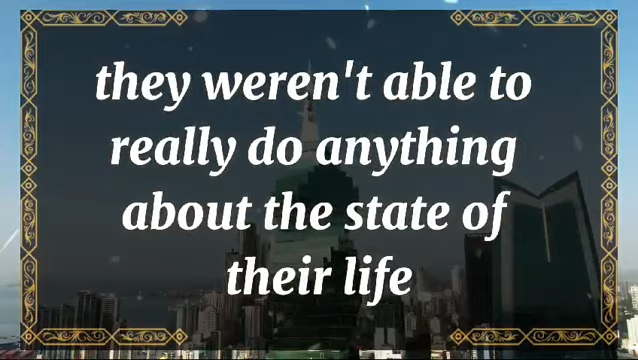 they weren't able to
really do anything
about the state of
their life